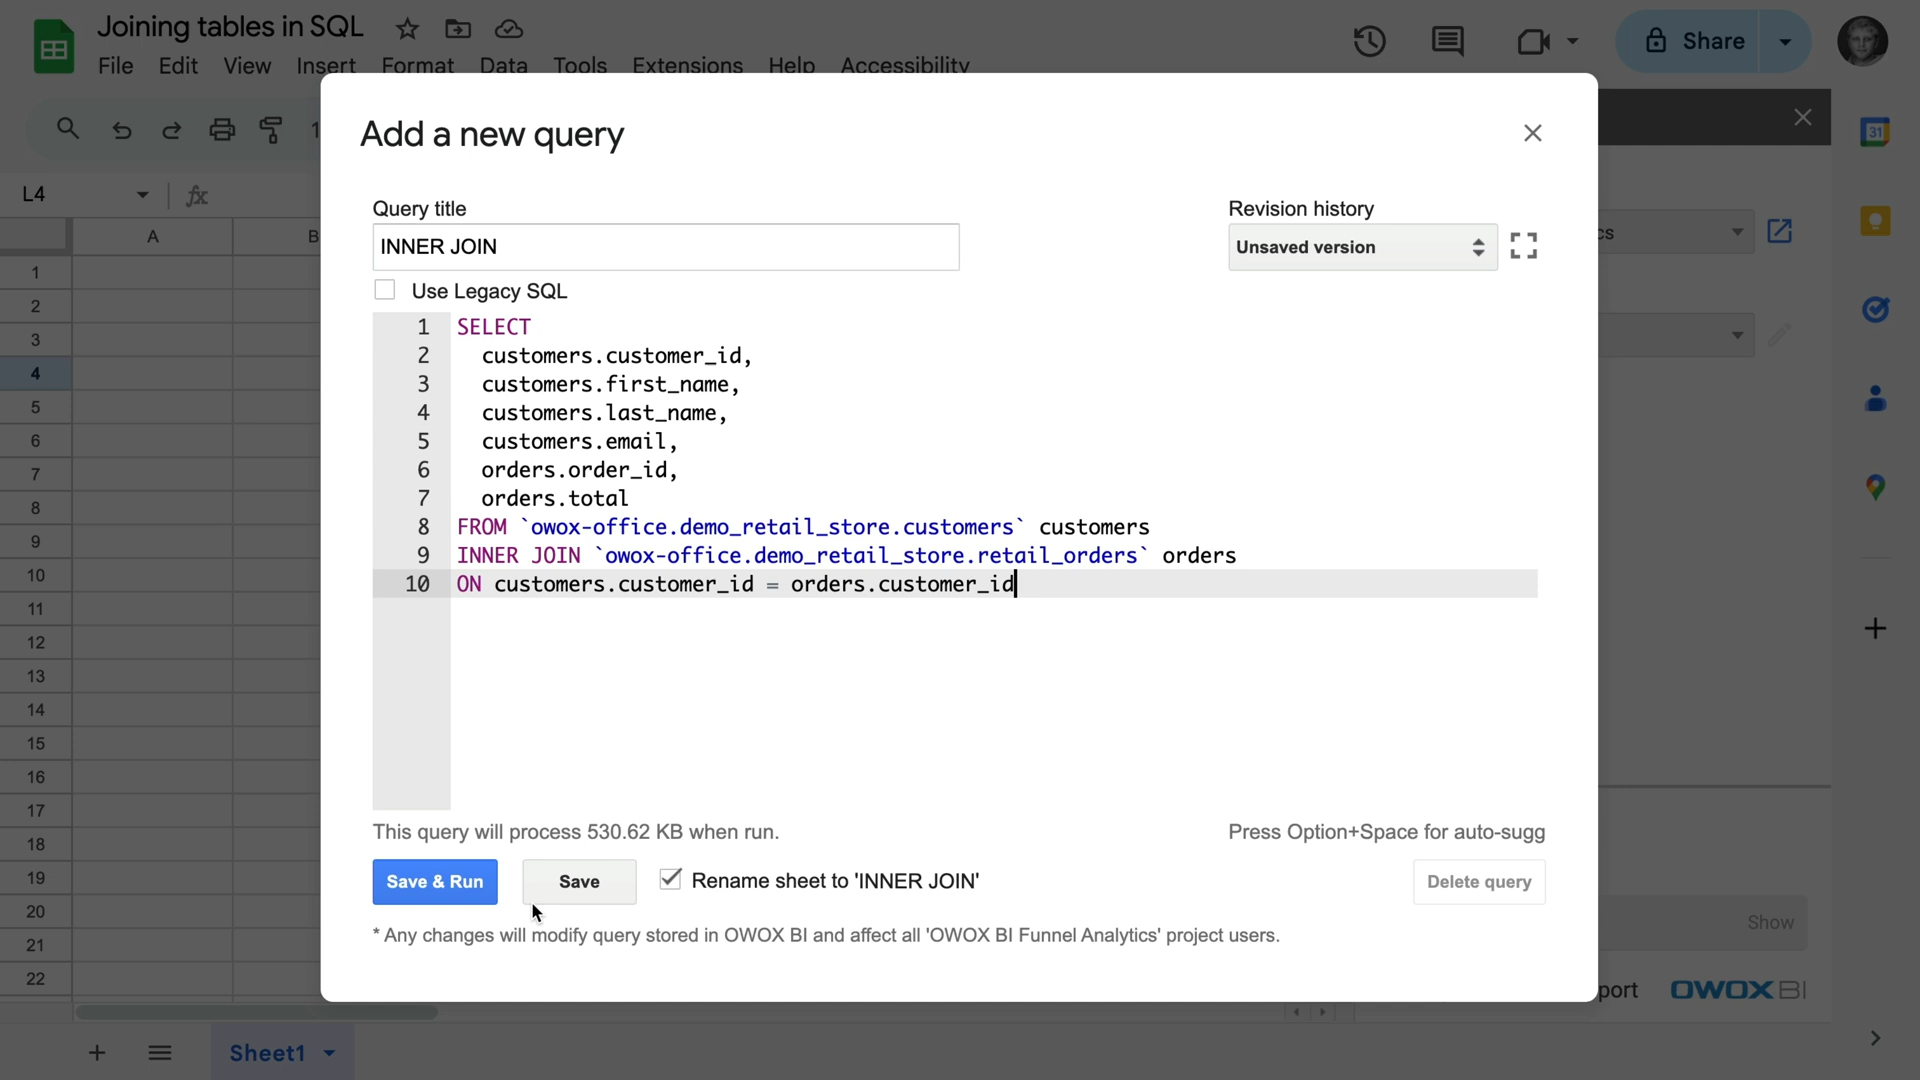 Joining tables in SQL
File Edit View Insert Format Data Tools Extensions Help Accessibility
Share
31
L4
fx
A
B
1
2
3
4
5
6
7
8
9
10
11
12
13
14
15
16
17
18
19
20
21
22
Add a new query
Query title
INNER JOIN
Revision history
Unsaved version
Use Legacy SQL
1 SELECT
2 customers.customer_id,
3 customers.first_name,
4 customers.last_name,
5 customers.email,
6 orders.order_id,
7 orders.total
8 FROM `owox-office.demo_retail_store.customers` customers
9 INNER JOIN `owox-office.demo_retail_store.retail_orders` orders
10 ON customers.customer_id = orders.customer_id
This query will process 530.62 KB when run.
Press Option+Space for auto-sugg
Save & Run
Save
Rename sheet to 'INNER JOIN'
Delete query
* Any changes will modify query stored in OWOX BI and affect all 'OWOX BI Funnel Analytics' project users.
cs
Show
port
OWOX BI
Sheet1